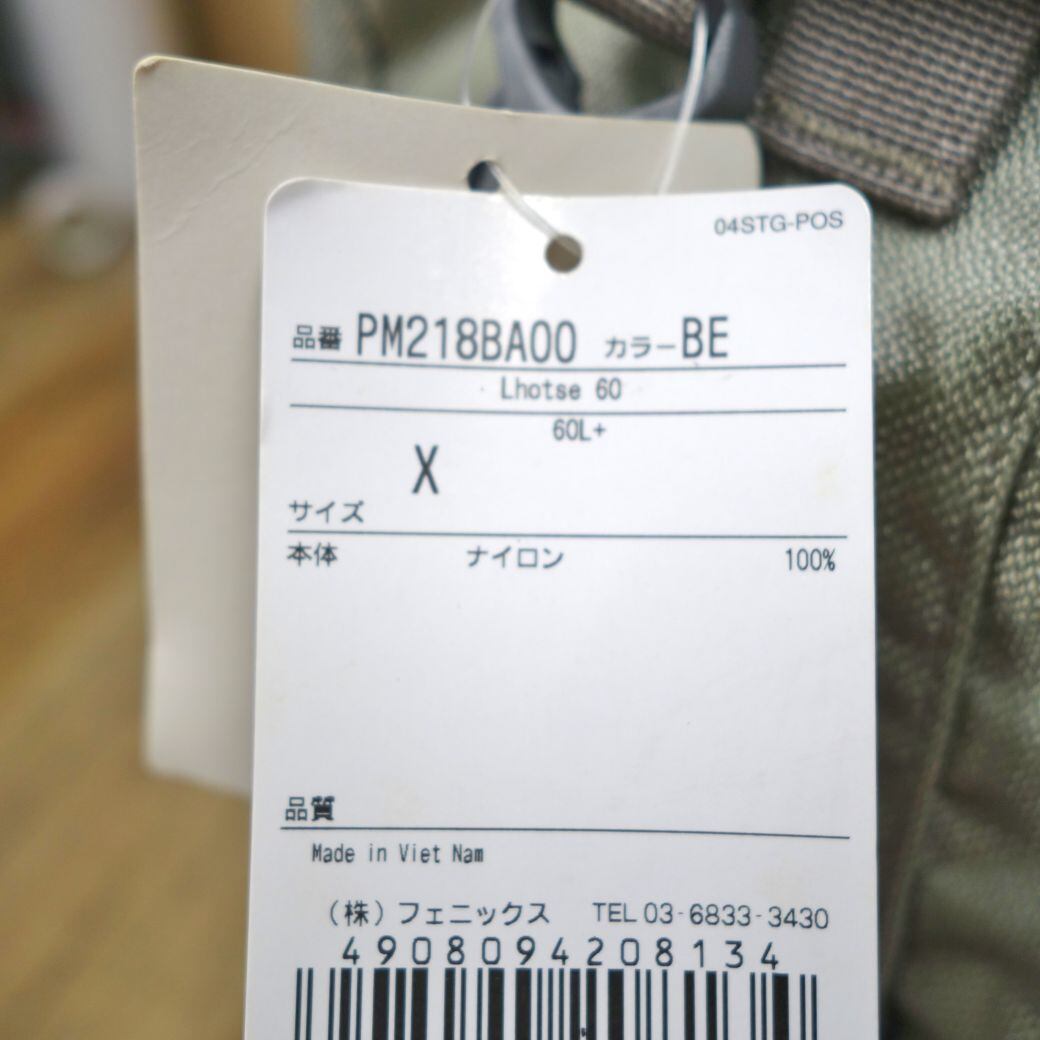 04STG-POS
品番 PM218BA00 カラーBE
Lhotse 60
60L+
X
サイズ
本体 ナイロン 100%
品質
Made in Viet Nam
（株）フェニックス TEL 03-6833-3430
4908094208134